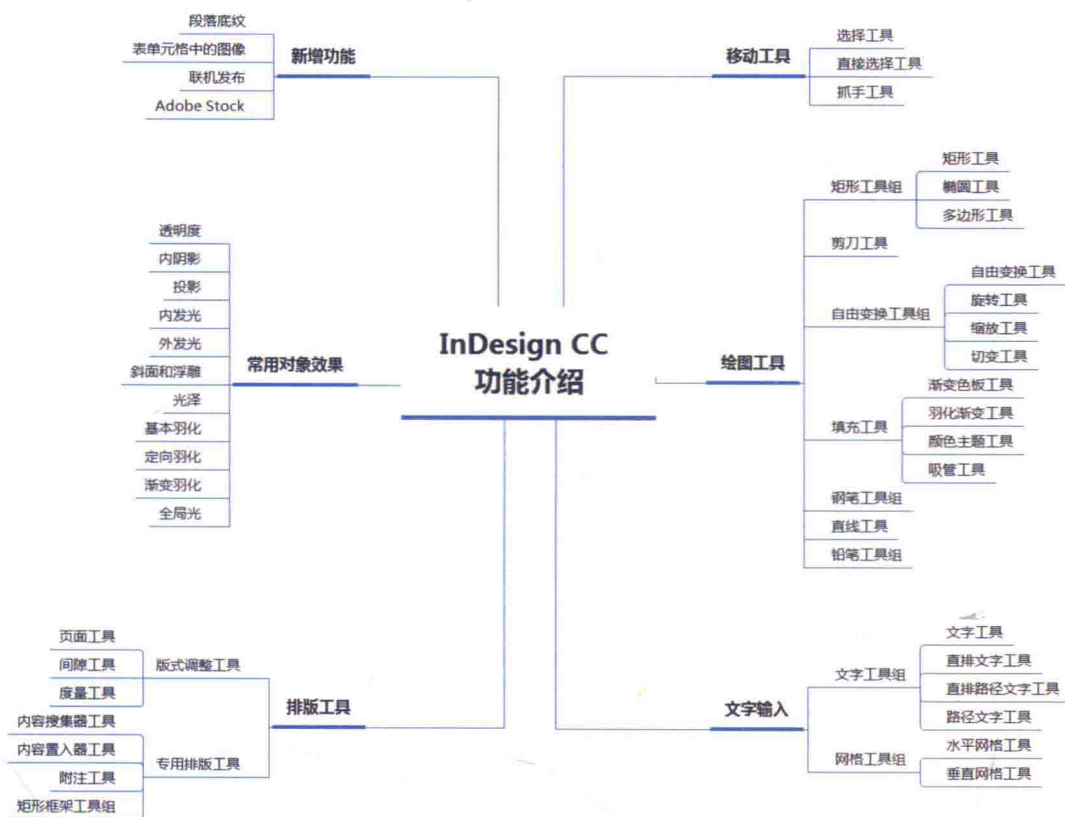 InDesign CC
功能介绍
新增功能
段落底纹
表单元格中的图像
联机发布
Adobe Stock
常用对象效果
透明度
内阴影
投影
内发光
外发光
斜面和浮雕
光泽
基本羽化
定向羽化
渐变羽化
全局光
排版工具
版式调整工具
页面工具
间隙工具
度量工具
专用排版工具
内容搜集器工具
内容置入器工具
附注工具
矩形框架工具组
移动工具
选择工具
直接选择工具
抓手工具
绘图工具
矩形工具组
矩形工具
椭圆工具
多边形工具
剪刀工具
自由变换工具组
自由变换工具
旋转工具
缩放工具
切变工具
填充工具
渐变色板工具
羽化渐变工具
颜色主题工具
吸管工具
钢笔工具组
直线工具
铅笔工具组
文字输入
文字工具组
文字工具
直排文字工具
直排路径文字工具
路径文字工具
网格工具组
水平网格工具
垂直网格工具